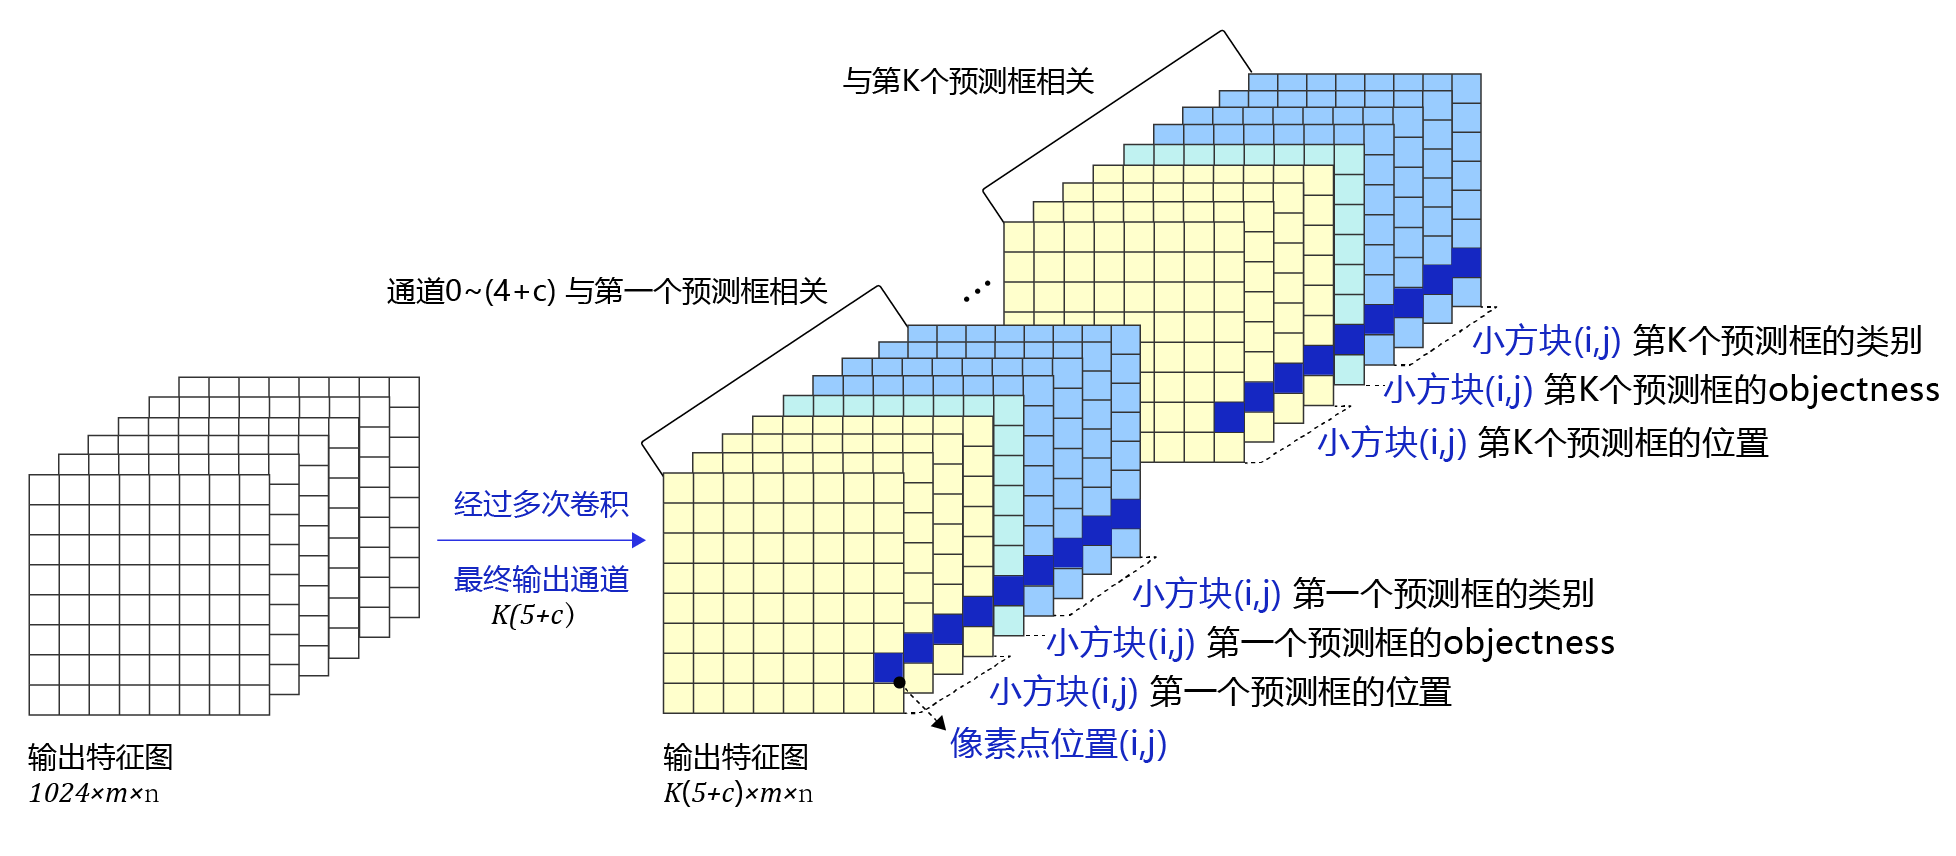 与第K个预测框相关
通道0~(4+c) 与第一个预测框相关
小方块(i,j) 第K个预测框的类别
小方块(i,j) 第K个预测框的objectness
小方块(i,j) 第K个预测框的位置
经过多次卷积
最终输出通道
K(5+c)
小方块(i,j) 第一个预测框的类别
小方块(i,j) 第一个预测框的objectness
小方块(i,j) 第一个预测框的位置
像素点位置(i,j)
输出特征图
1024×m×n
输出特征图
K(5+c)×m×n